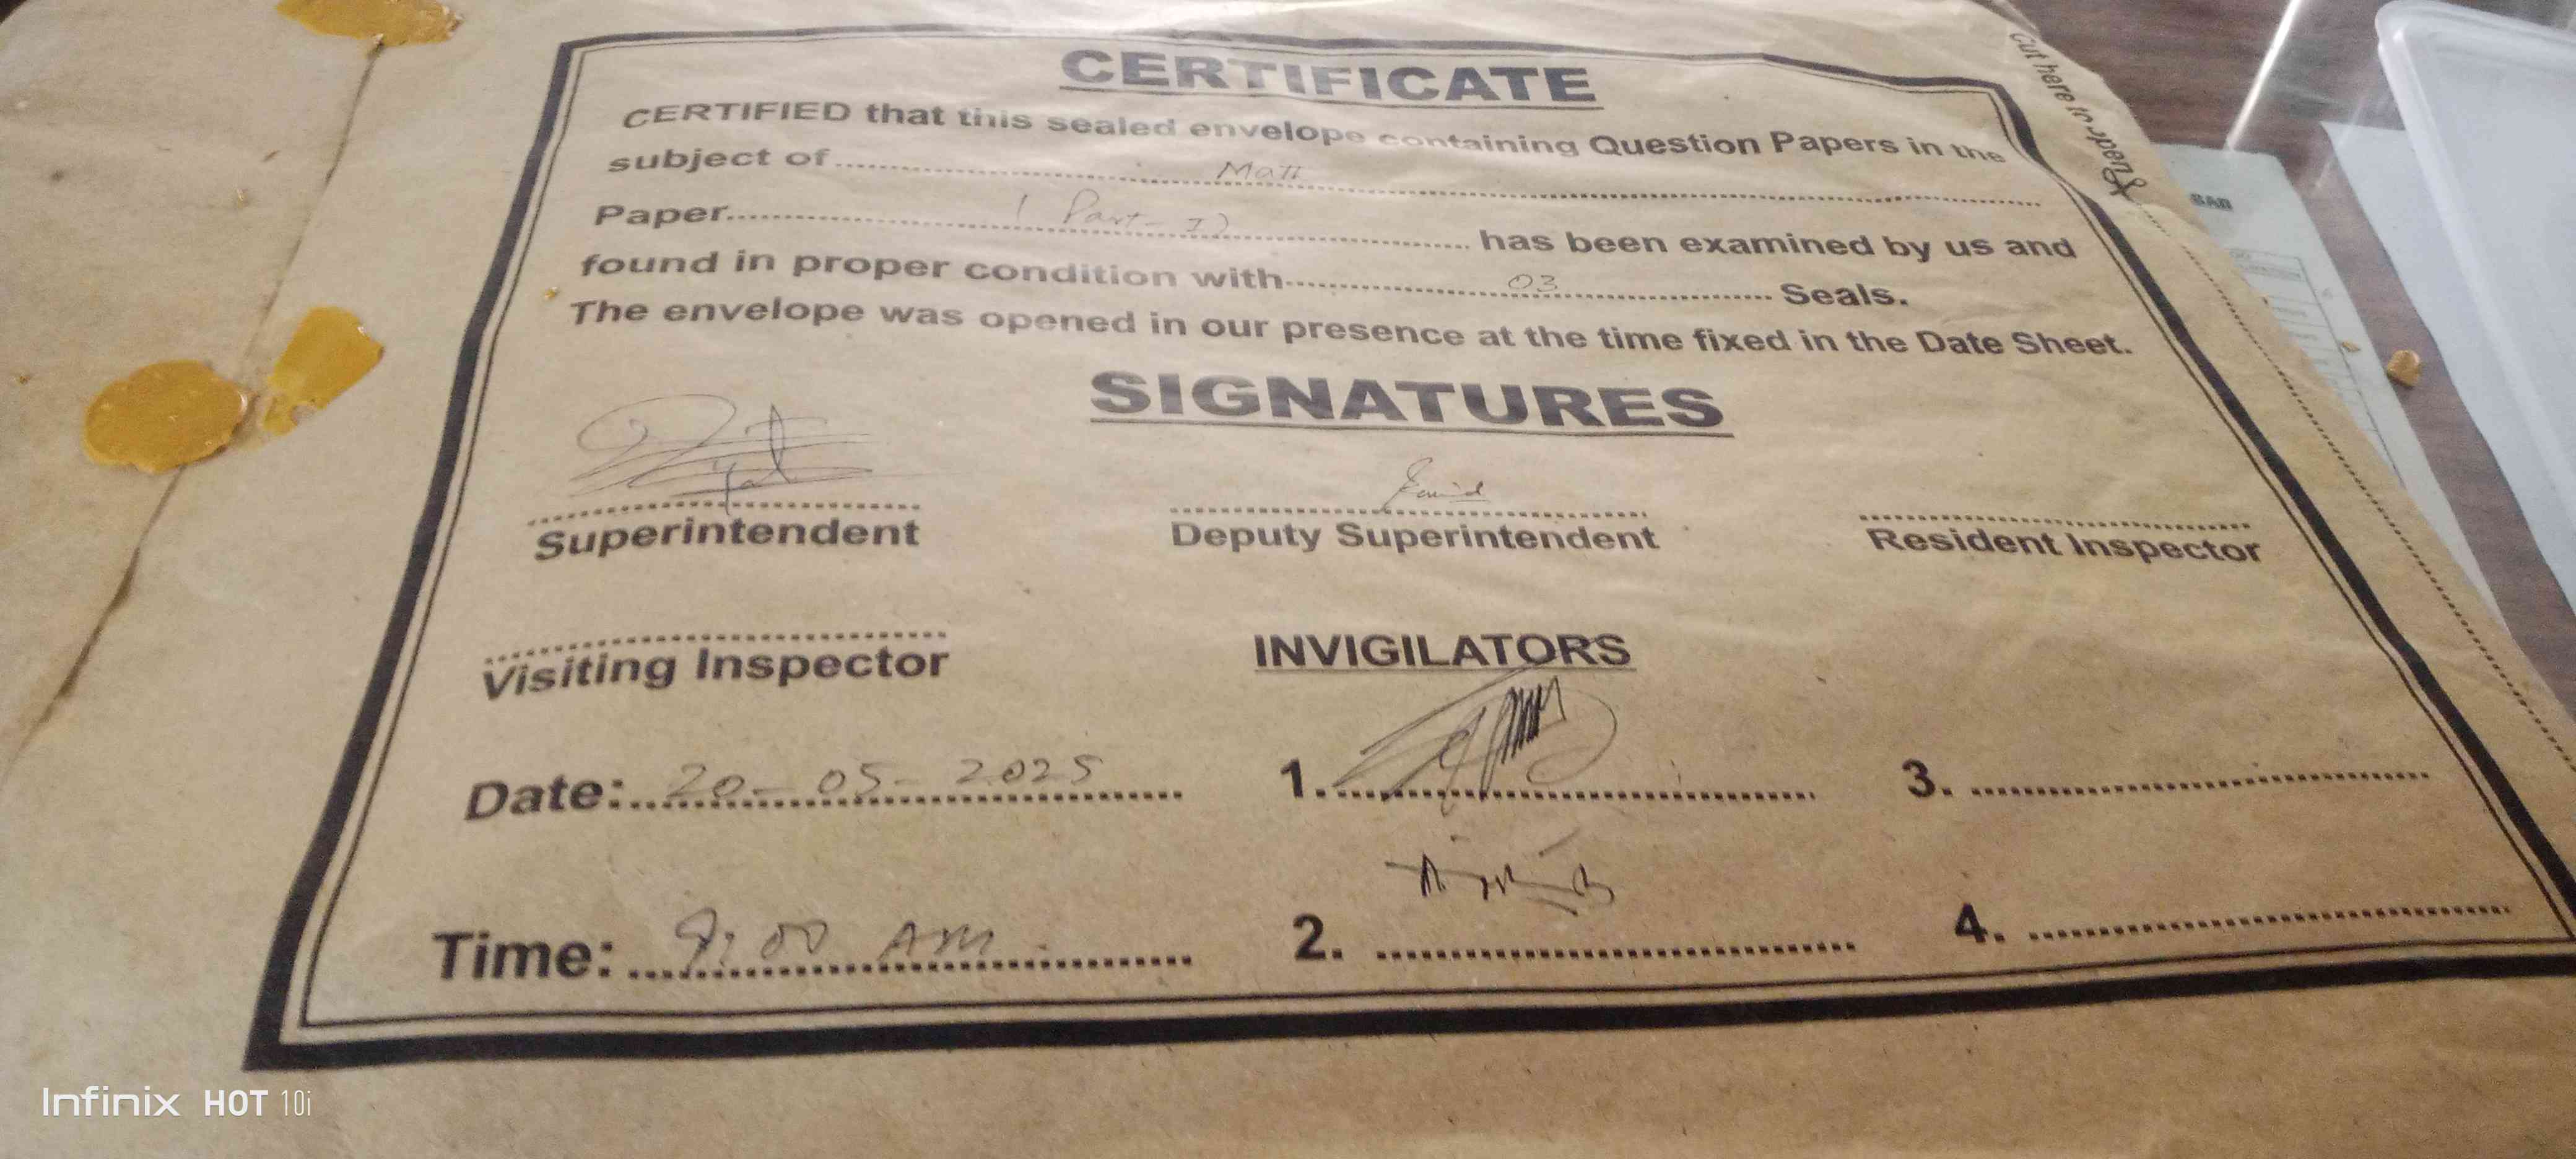 CERTIFICATE
CERTIFIED that this sealed envelope containing Question Papers in the
subject of Math
Paper ( Part - I) has been examined by us and
found in proper condition with 03 Seals.
The envelope was opened in our presence at the time fixed in the Date Sheet.
SIGNATURES
Superintendent Deputy Superintendent Resident Inspector
Visiting Inspector INVIGILATORS
Date: 20-05-2025 1. 3.
Time: 9:00 AM 2. 4.
Cut here to
BAD
Infinix HOT 10i